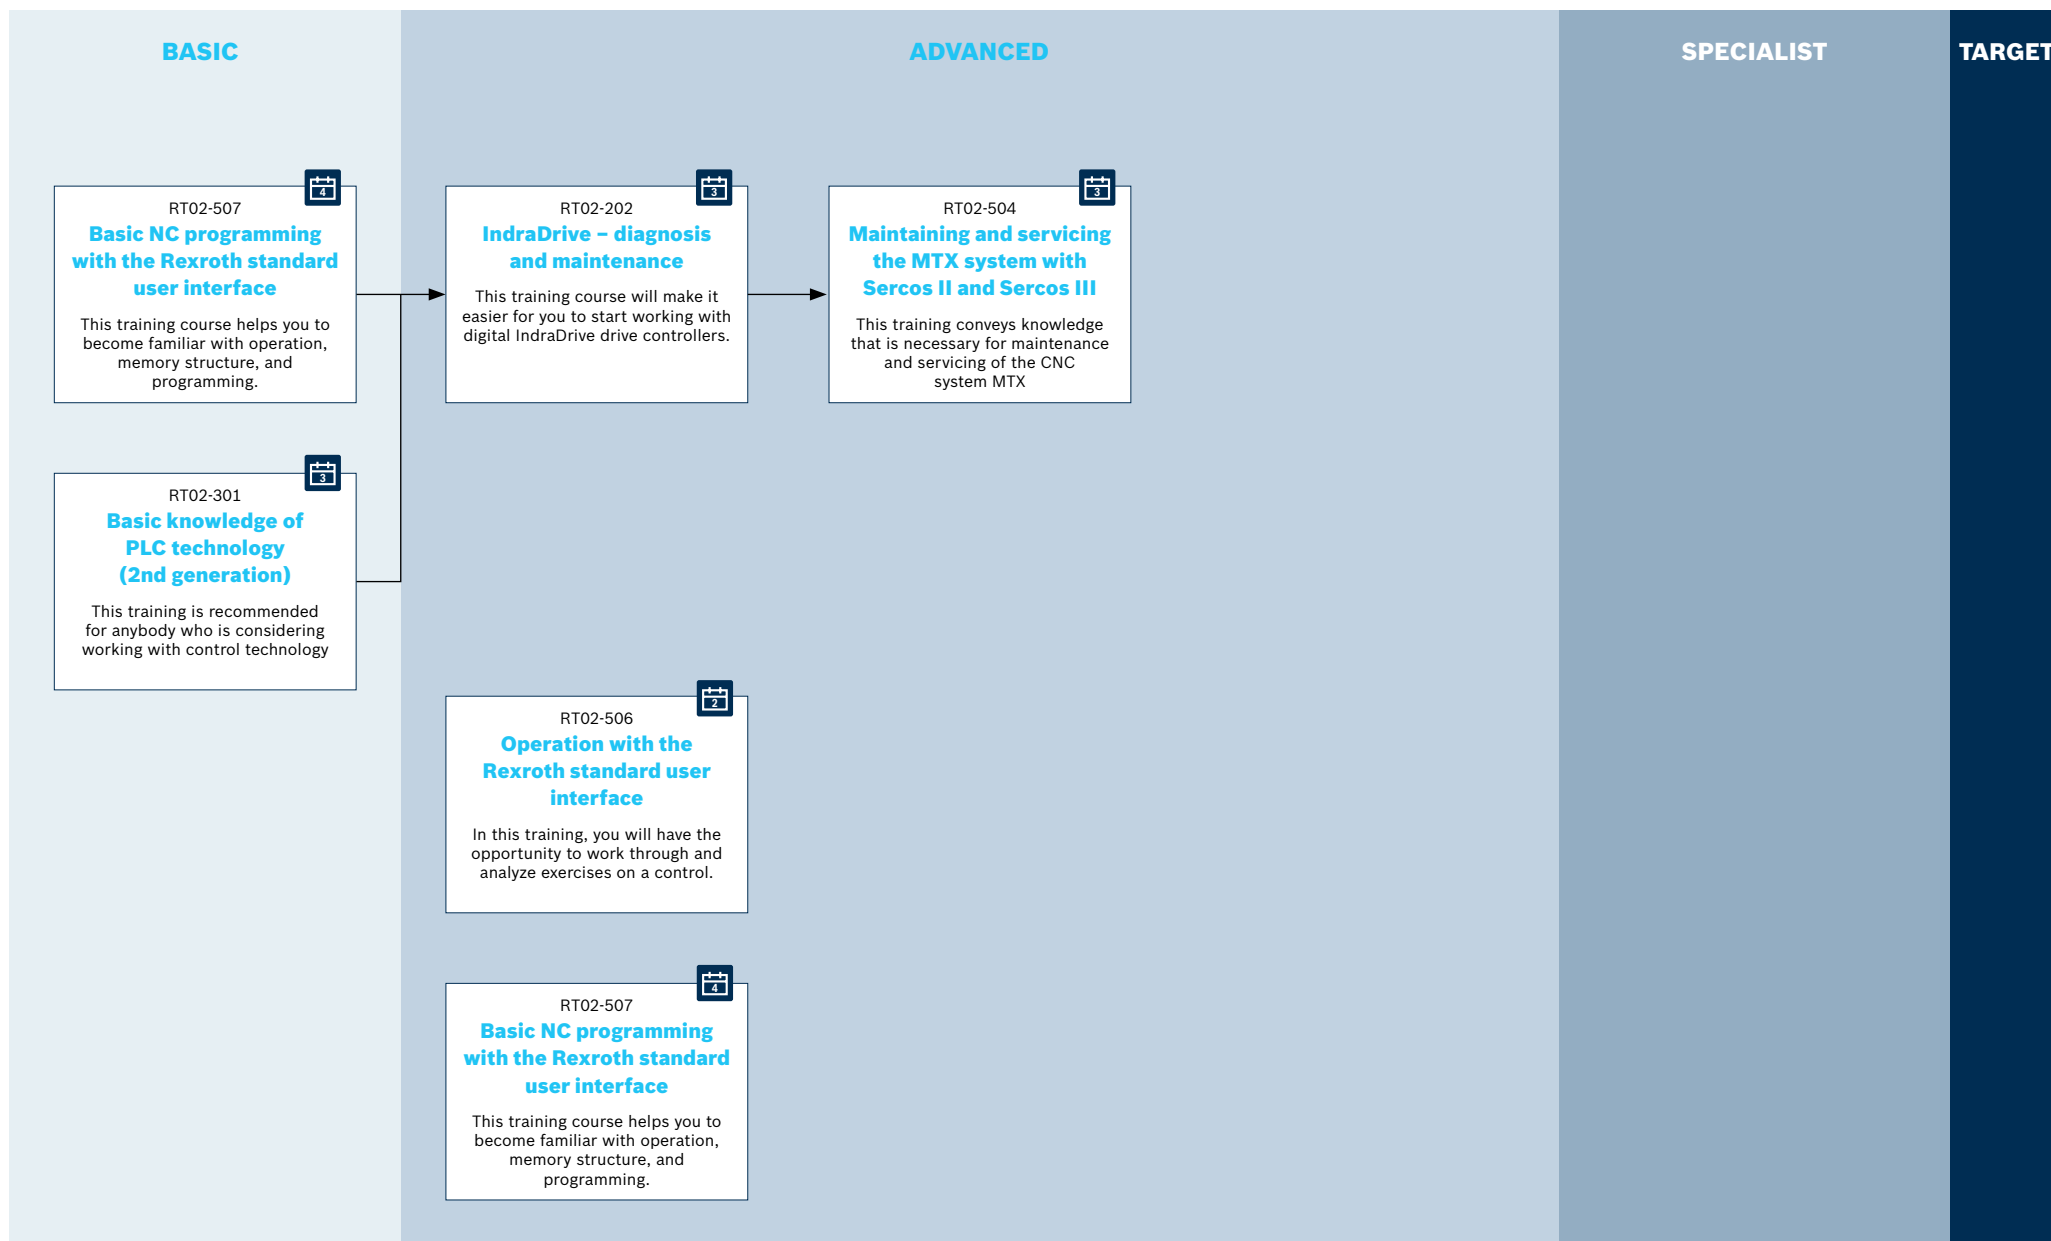 BASIC
ADVANCED
SPECIALIST
TARGET
4
RT02-507
Basic NC programming
with the Rexroth standard
user interface
This training course helps you to
become familiar with operation,
memory structure, and
programming.
3
RT02-202
IndraDrive – diagnosis
and maintenance
This training course will make it
easier for you to start working with
digital IndraDrive drive controllers.
3
RT02-504
Maintaining and servicing
the MTX system with
Sercos II and Sercos III
This training conveys knowledge
that is necessary for maintenance
and servicing of the CNC
system MTX
3
RT02-301
Basic knowledge of
PLC technology
(2nd generation)
This training is recommended
for anybody who is considering
working with control technology
2
RT02-506
Operation with the
Rexroth standard user
interface
In this training, you will have the
opportunity to work through and
analyze exercises on a control.
4
RT02-507
Basic NC programming
with the Rexroth standard
user interface
This training course helps you to
become familiar with operation,
memory structure, and
programming.